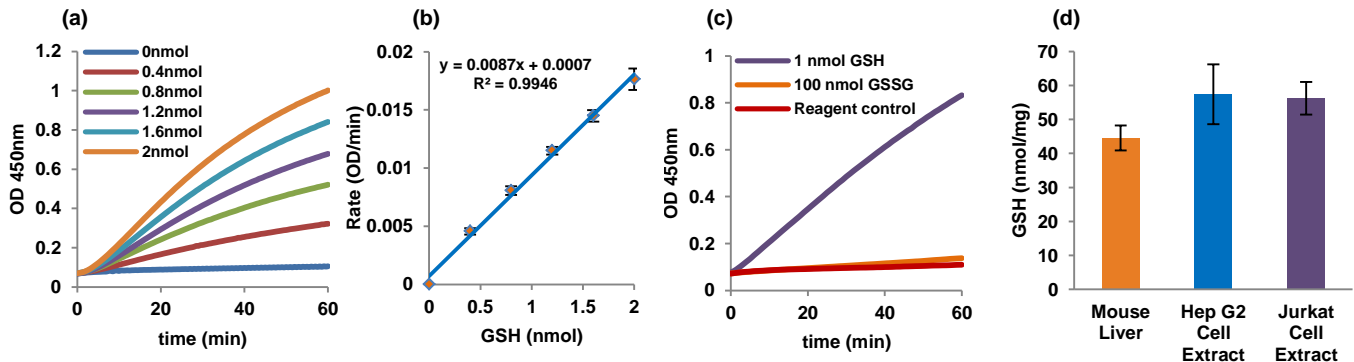 (a)
OD 450nm
1.2
1
0.8
0.6
0.4
0.2
0
0nmol
0.4nmol
0.8nmol
1.2nmol
1.6nmol
2nmol
0 20 40 60
time (min)
(b)
Rate (OD/min)
0.02
0.015
0.01
0.005
0
y = 0.0087x + 0.0007
R² = 0.9946
0 0.5 1 1.5 2
GSH (nmol)
(c)
OD 450nm
1
0.8
0.6
0.4
0.2
0
1 nmol GSH
100 nmol GSSG
Reagent control
0 20 40 60
time (min)
(d)
GSH (nmol/mg)
70
60
50
40
30
20
10
0
Mouse
Liver
Hep G2
Cell
Extract
Jurkat
Cell
Extract